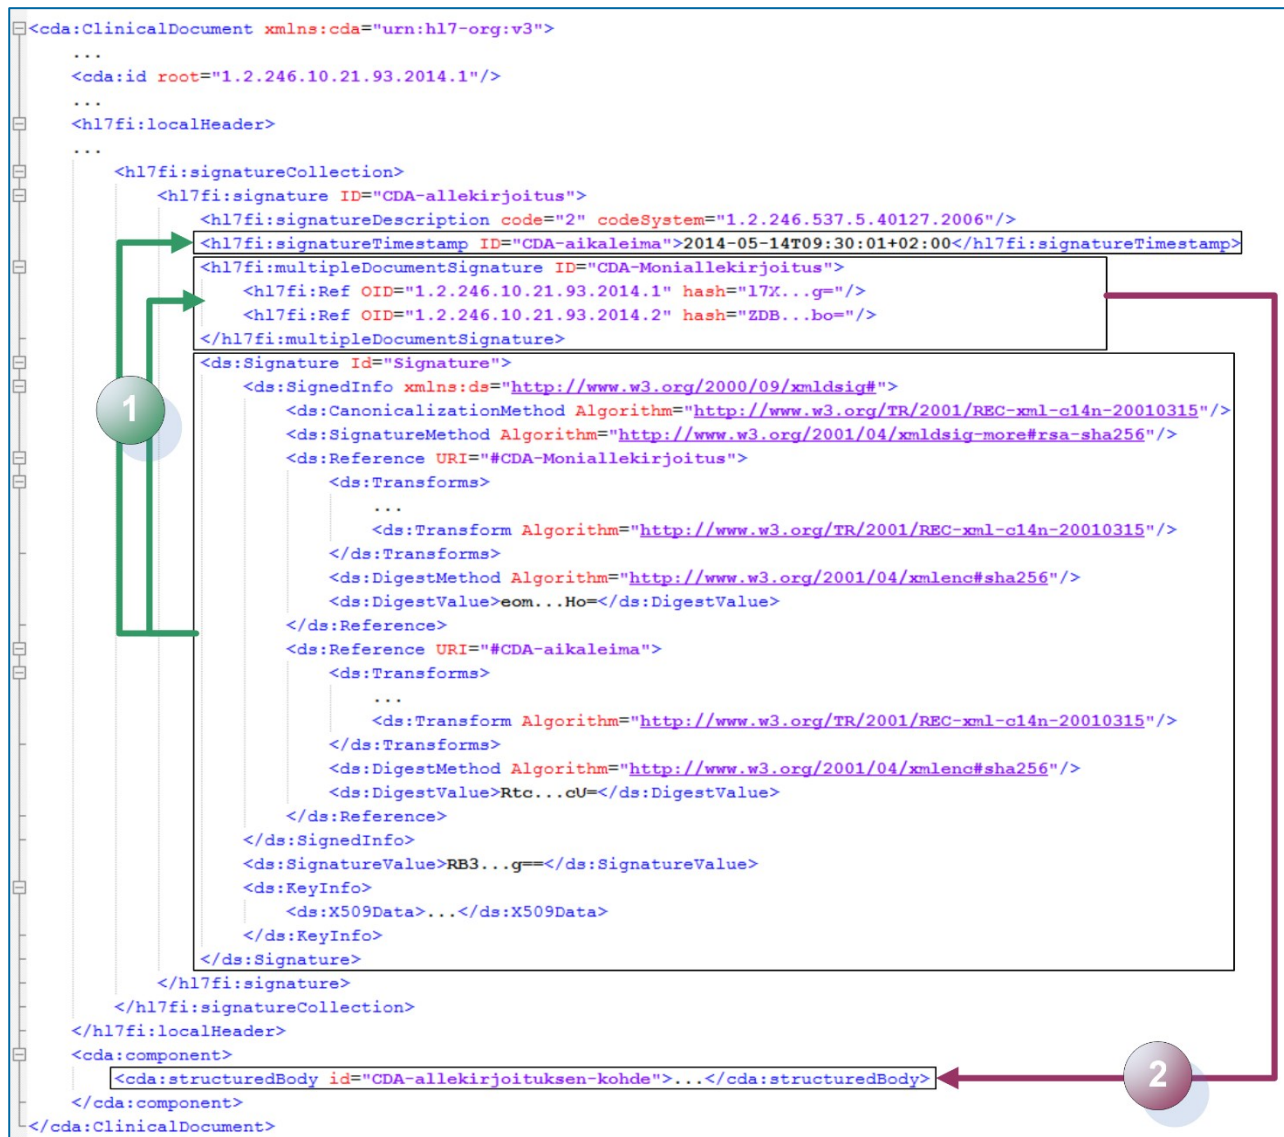 <cda:ClinicalDocument xmlns:cda="urn:hl7-org:v3">
...
<cda:id root="1.2.246.10.21.93.2014.1"/>
...
<hl7fi:localHeader>
...
<hl7fi:signatureCollection>
<hl7fi:signature ID="CDA-allekirjoitus">
<hl7fi:signatureDescription code="2" codeSystem="1.2.246.537.5.40127.2006"/>
<hl7fi:signatureTimestamp ID="CDA-aikaleima">2014-05-14T09:30:01+02:00</hl7fi:signatureTimestamp>
<hl7fi:multipleDocumentSignature ID="CDA-Moniallekirjoitus">
<hl7fi:Ref OID="1.2.246.10.21.93.2014.1" hash="l7X...g="/>
<hl7fi:Ref OID="1.2.246.10.21.93.2014.2" hash="ZDB...bo="/>
</hl7fi:multipleDocumentSignature>
<ds:Signature Id="Signature">
<ds:SignedInfo xmlns:ds="http://www.w3.org/2000/09/xmldsig#">
1
<ds:CanonicalizationMethod Algorithm="http://www.w3.org/TR/2001/REC-xml-c14n-20010315"/>
<ds:SignatureMethod Algorithm="http://www.w3.org/2001/04/xmldsig-more#rsa-sha256"/>
<ds:Reference URI="#CDA-Moniallekirjoitus">
<ds:Transforms>
...
<ds:Transform Algorithm="http://www.w3.org/TR/2001/REC-xml-c14n-20010315"/>
</ds:Transforms>
<ds:DigestMethod Algorithm="http://www.w3.org/2001/04/xmlenc#sha256"/>
<ds:DigestValue>eom...Ho=</ds:DigestValue>
</ds:Reference>
<ds:Reference URI="#CDA-aikaleima">
<ds:Transforms>
...
<ds:Transform Algorithm="http://www.w3.org/TR/2001/REC-xml-c14n-20010315"/>
</ds:Transforms>
<ds:DigestMethod Algorithm="http://www.w3.org/2001/04/xmlenc#sha256"/>
<ds:DigestValue>Rtc...cU=</ds:DigestValue>
</ds:Reference>
</ds:SignedInfo>
<ds:SignatureValue>RB3...g==</ds:SignatureValue>
<ds:KeyInfo>
<ds:X509Data>...</ds:X509Data>
</ds:KeyInfo>
</ds:Signature>
</hl7fi:signature>
</hl7fi:signatureCollection>
</hl7fi:localHeader>
<cda:component>
<cda:structuredBody id="CDA-allekirjoituksen-kohde">...</cda:structuredBody>
2
</cda:component>
</cda:ClinicalDocument>